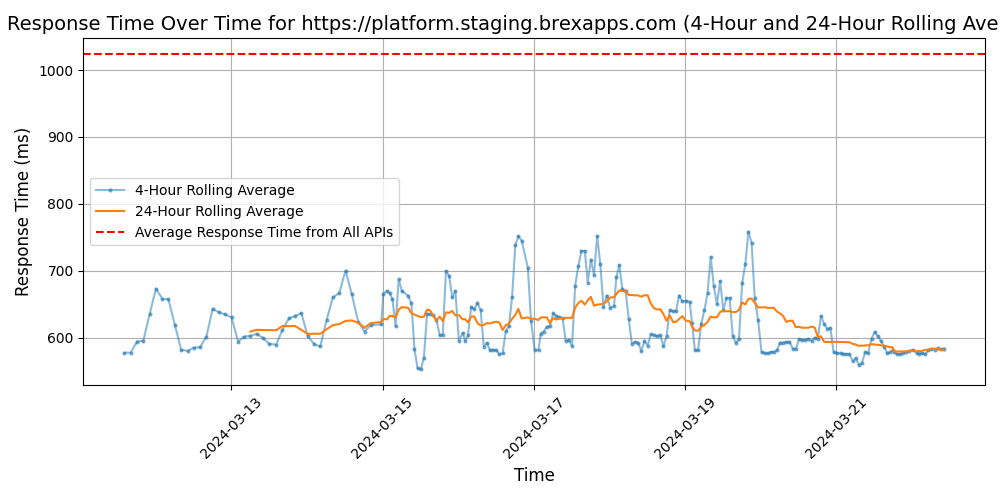 Response Time Over Time for https://platform.staging.brexapps.com (4-Hour and 24-Hour Rolling Ave
Response Time (ms)
1000
900
800
700
600
4-Hour Rolling Average
24-Hour Rolling Average
Average Response Time from All APIs
2024-03-13
2024-03-15
2024-03-17
2024-03-19
2024-03-21
Time